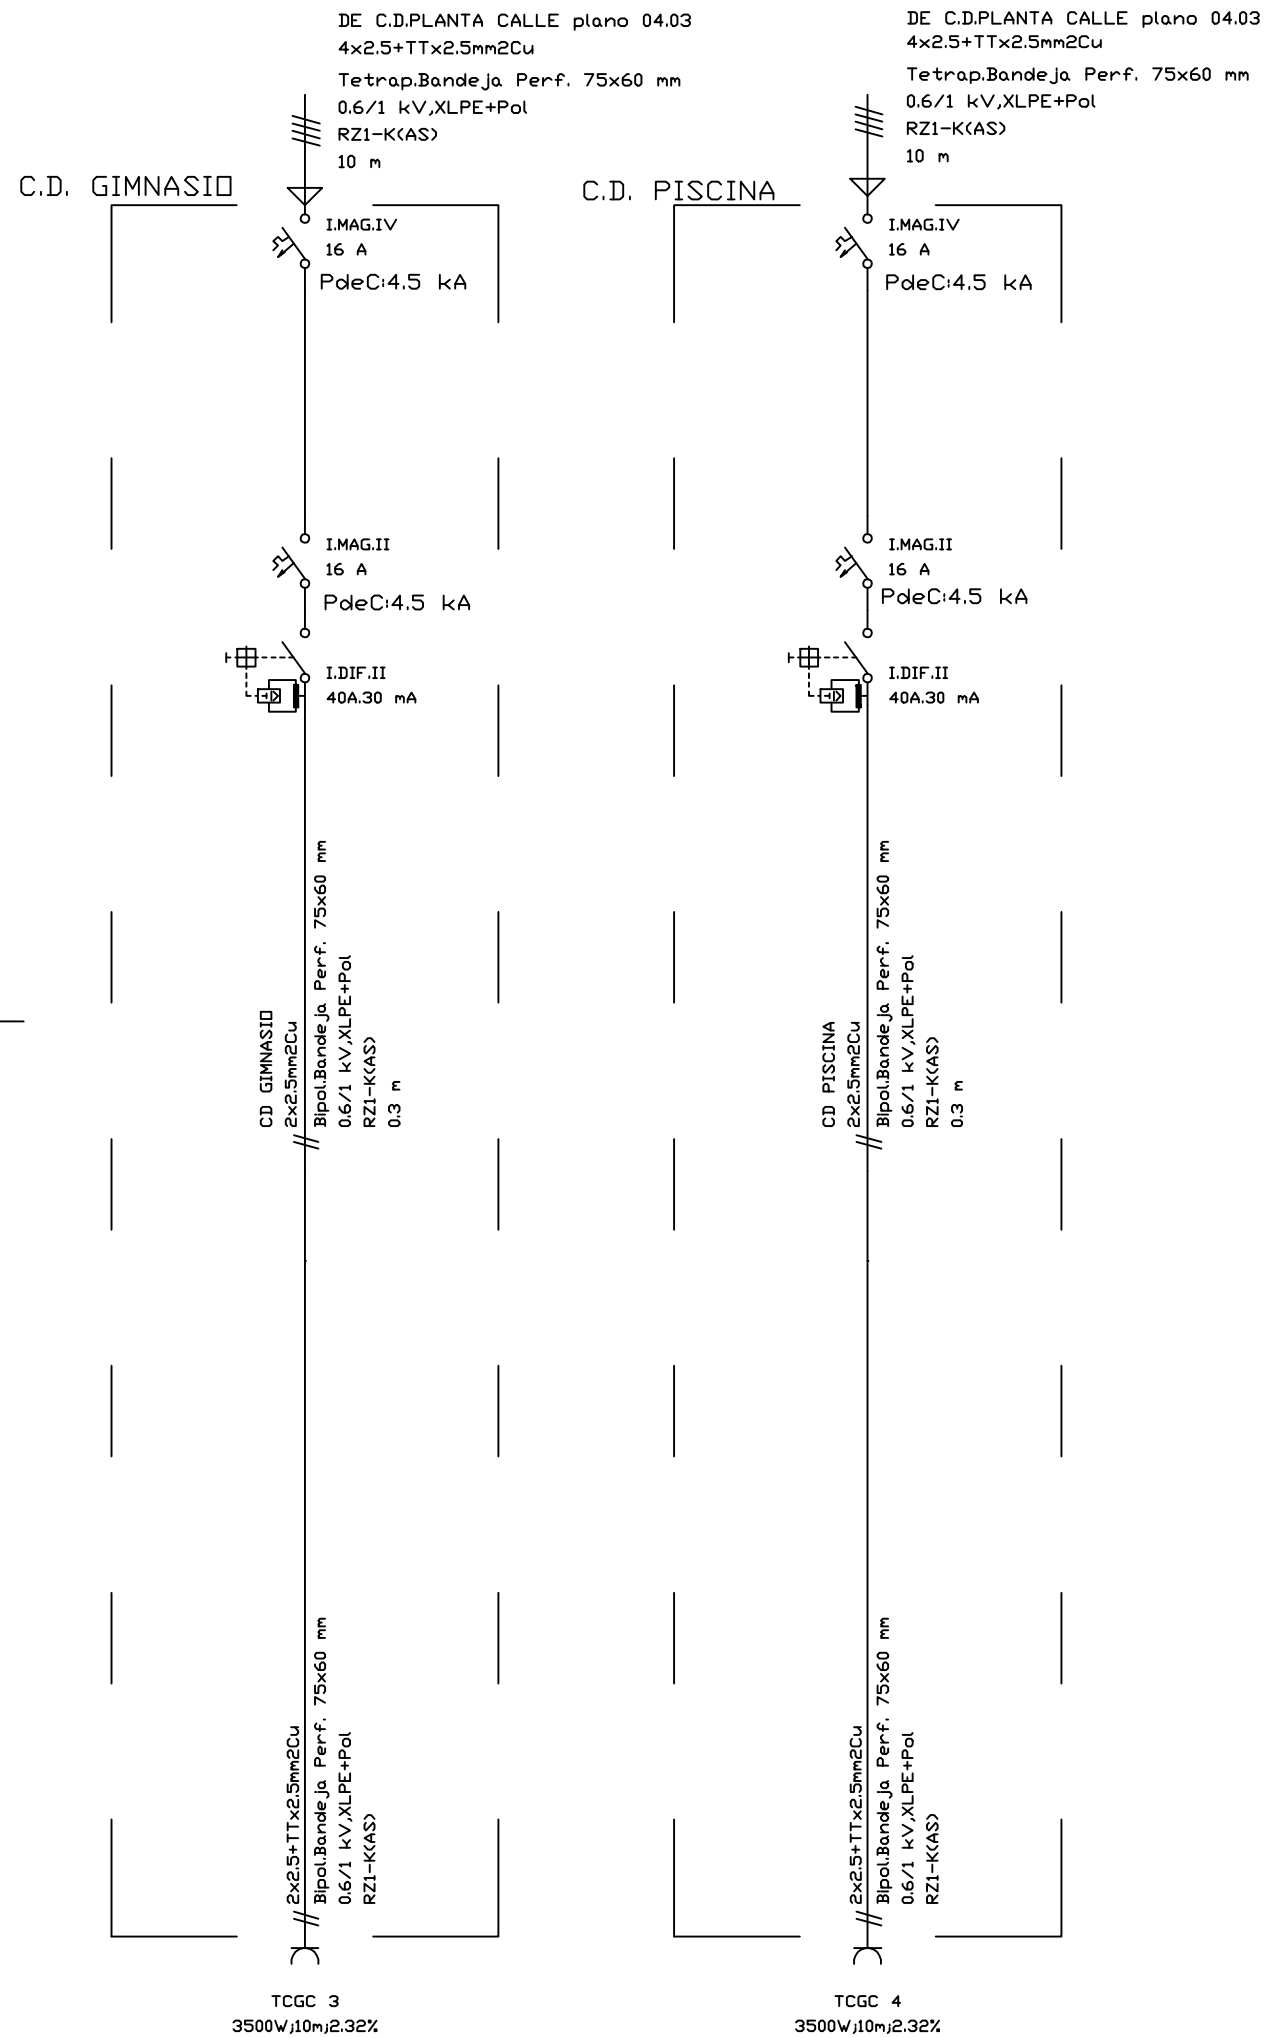 DE C.D.PLANTA CALLE plano 04.03
4x2.5+TTx2.5mm2Cu
Tetrap.Bandeja Perf. 75x60 mm
0.6/1 kV,XLPE+Pol
RZ1-K(AS)
10 m
C.D. GIMNASIO
I.MAG.IV
16 A
PdeC:4.5 kA
I.MAG.II
16 A
PdeC:4.5 kA
I.DIF.II
40A.30 mA
CD GIMNASIO
2x2.5mm2Cu
Bipol.Bandeja Perf. 75x60 mm
0.6/1 kV,XLPE+Pol
RZ1-K(AS)
0.3 m
2x2.5+TTx2.5mm2Cu
Bipol.Bandeja Perf. 75x60 mm
0.6/1 kV,XLPE+Pol
RZ1-K(AS)
TCGC 3
3500W;10m;2.32%
DE C.D.PLANTA CALLE plano 04.03
4x2.5+TTx2.5mm2Cu
Tetrap.Bandeja Perf. 75x60 mm
0.6/1 kV,XLPE+Pol
RZ1-K(AS)
10 m
C.D. PISCINA
I.MAG.IV
16 A
PdeC:4.5 kA
I.MAG.II
16 A
PdeC:4.5 kA
I.DIF.II
40A.30 mA
CD PISCINA
2x2.5mm2Cu
Bipol.Bandeja Perf. 75x60 mm
0.6/1 kV,XLPE+Pol
RZ1-K(AS)
0.3 m
2x2.5+TTx2.5mm2Cu
Bipol.Bandeja Perf. 75x60 mm
0.6/1 kV,XLPE+Pol
RZ1-K(AS)
TCGC 4
3500W;10m;2.32%